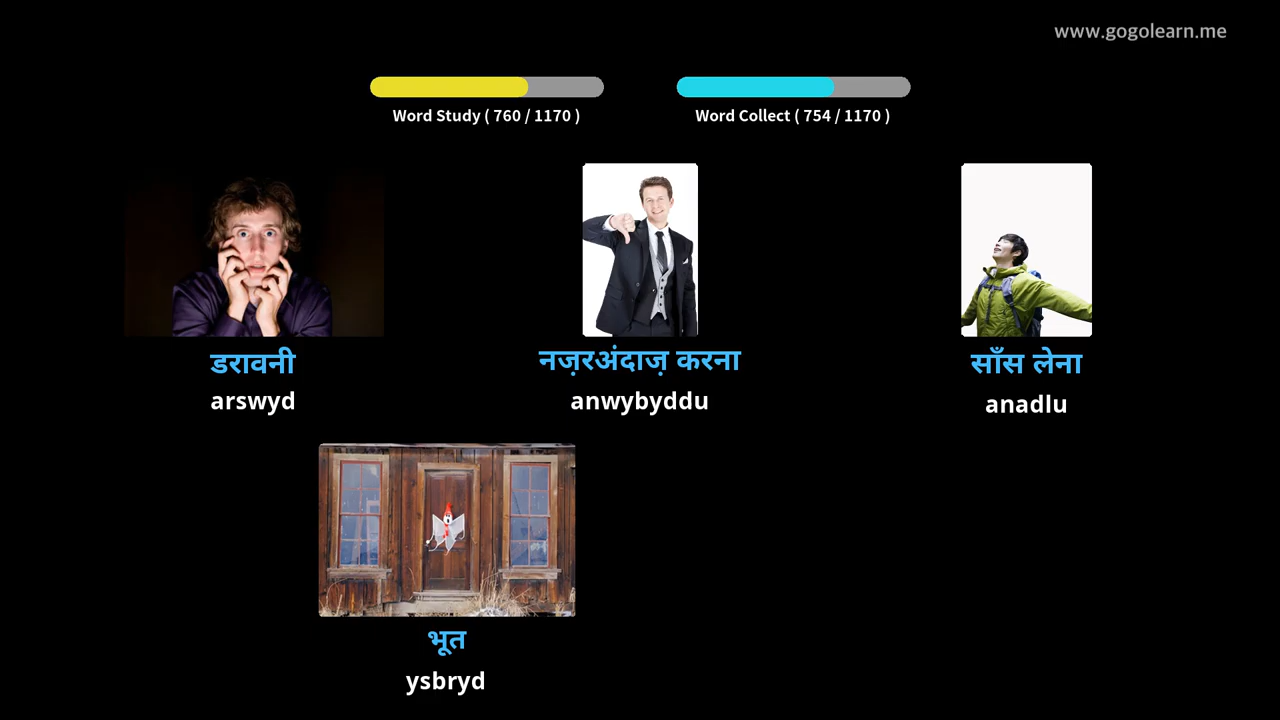 www.gogolearn.me
Word Study ( 760 / 1170 )
Word Collect ( 754 / 1170 )
डरावनी
arswyd
नज़रअंदाज़ करना
anwybyddu
साँस लेना
anadlu
भूत
ysbryd